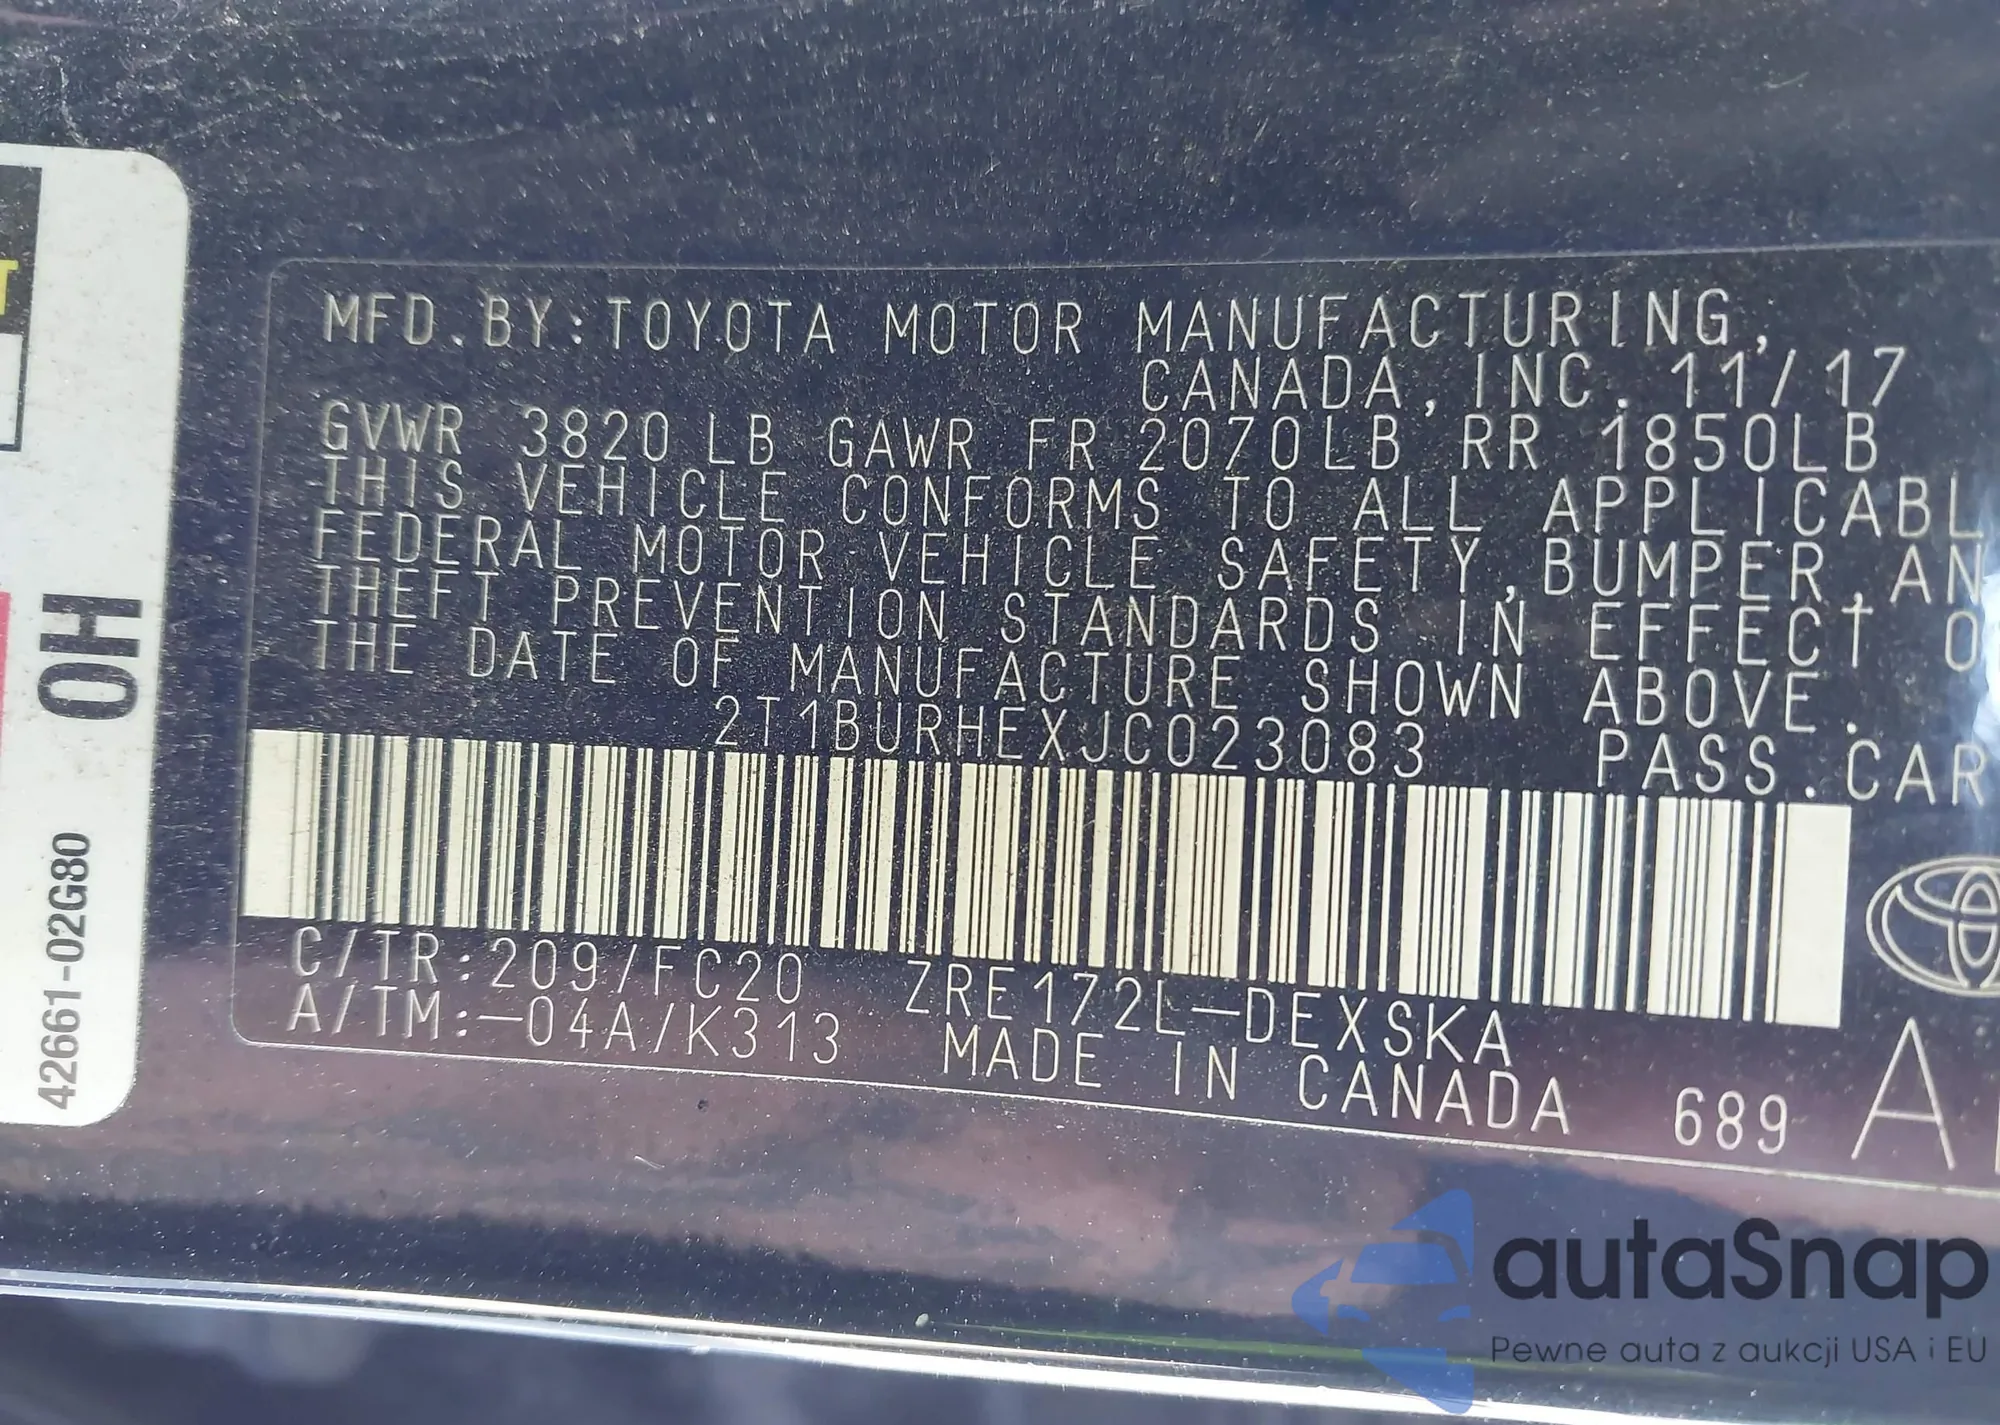 MFD.BY:TOYOTA MOTOR MANUFACTURING,
CANADA,INC. 11/17
GVWR 3820 LB GAWR FR 2070LB RR 1850LB
THIS VEHICLE CONFORMS TO ALL APPLICABL
FEDERAL MOTOR VEHICLE SAFETY,BUMPER,AN
THEFT PREVENTION STANDARDS IN EFFECT O
THE DATE OF MANUFACTURE SHOWN ABOVE.
2T1BURHEXJC023083 PASS.CAR
C/TR:209/FC20 ZRE172L-DEXSKA
A/TM:-04A/K313 MADE IN CANADA 689
A
T
OH
42661-02G80
autaSnap
Pewne auta z aukcji USA i EU